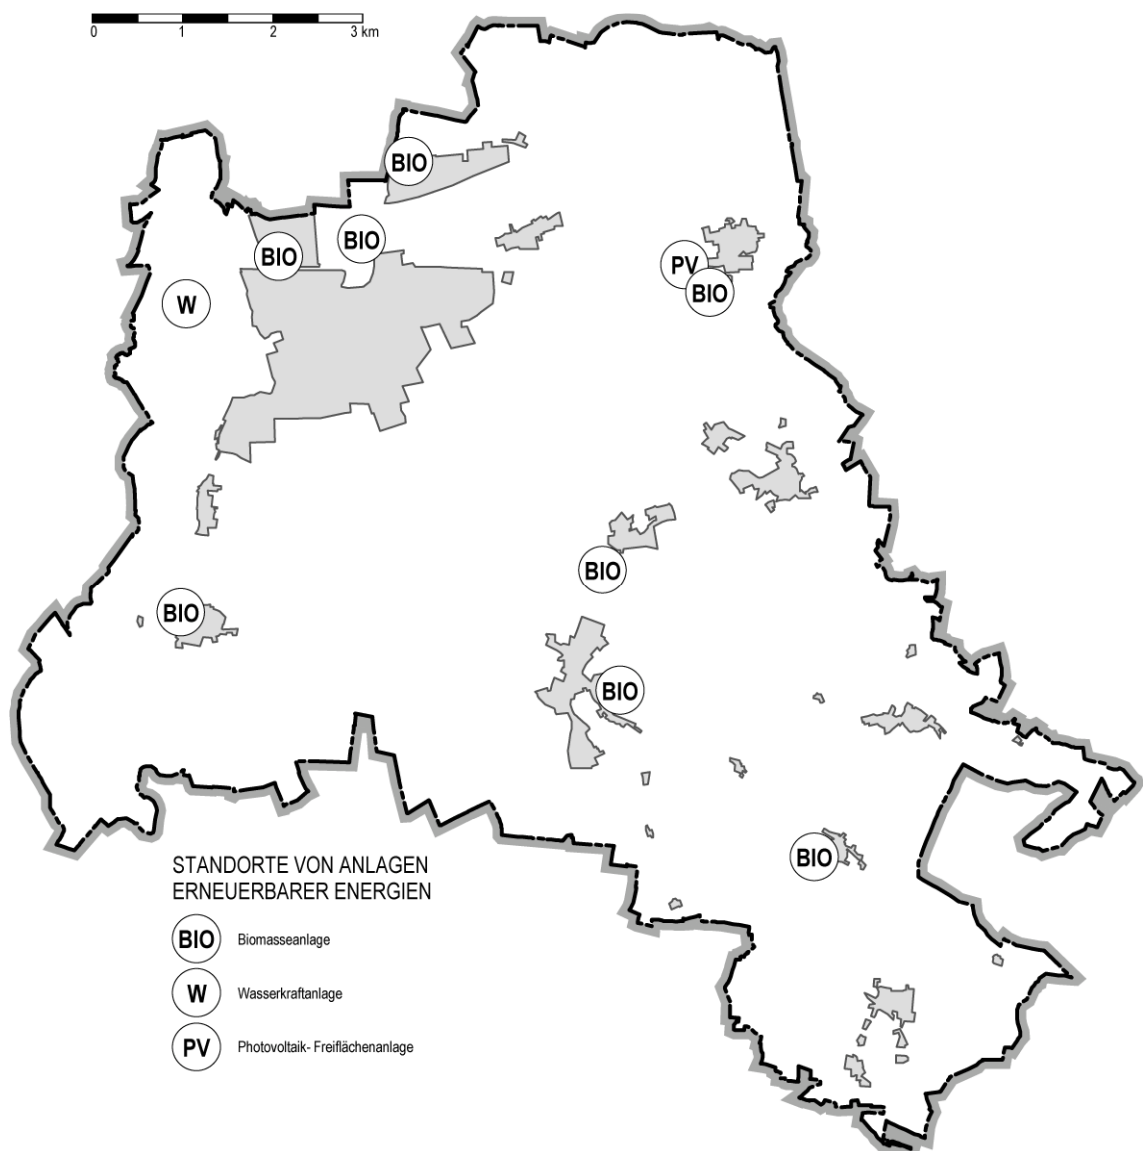 0 1 2 3 km
BIO
BIO
BIO
PV
BIO
W
BIO
BIO
BIO
BIO
STANDORTE VON ANLAGEN
ERNEUERBARER ENERGIEN
BIO Biomasseanlage
W Wasserkraftanlage
PV Photovoltaik- Freiflächenanlage